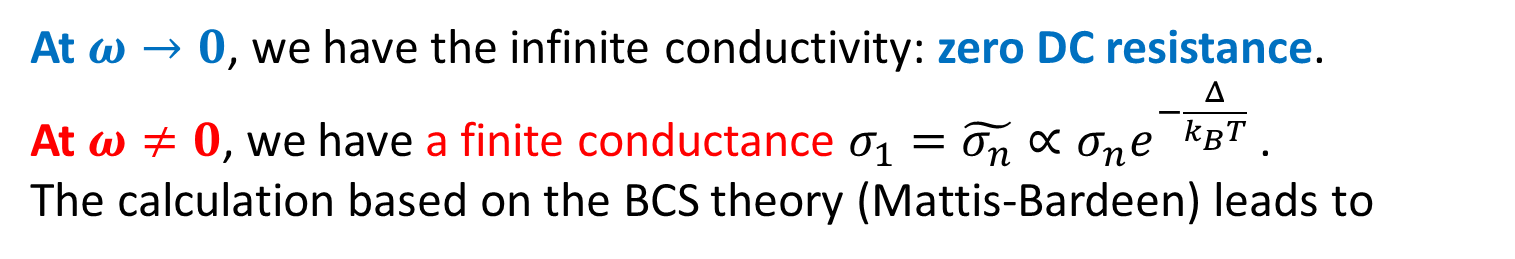 At ω → 0, we have the infinite conductivity: zero DC resistance.
At ω ≠ 0, we have a finite conductance σ₁ = σ̃ₙ ∝ σₙe^(−Δ/(k_B T)) .
The calculation based on the BCS theory (Mattis-Bardeen) leads to